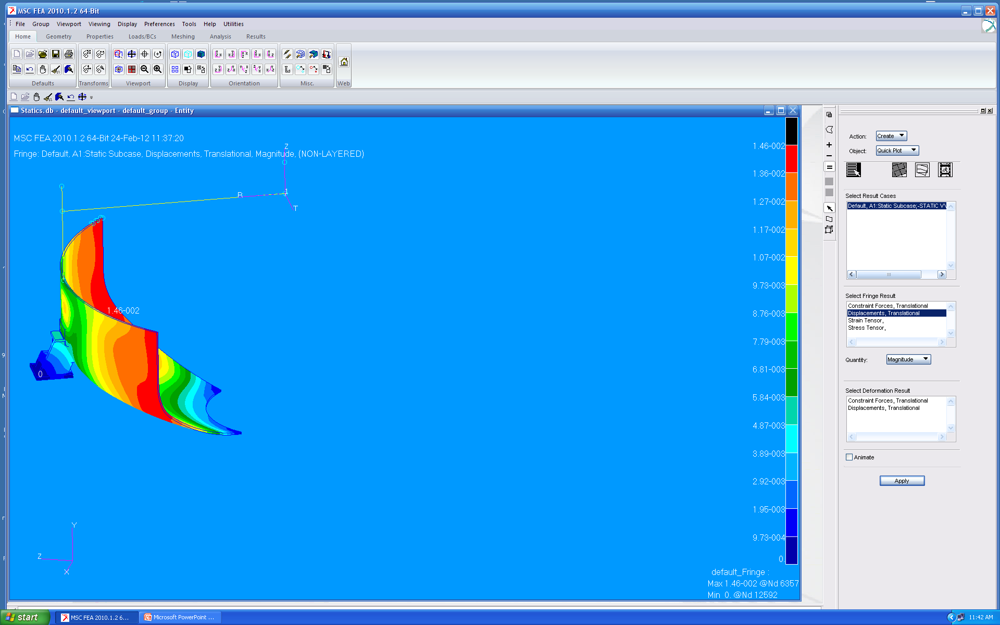 MSC FEA 2010.1.2 64-Bit
File Group Viewport Viewing Display Preferences Tools Help Utilities
Home Geometry Properties Loads/BCs Meshing Analysis Results
Defaults Transforms Viewport Display Orientation Misc. Web
Statics.db - default_viewport - default_group - Entity
MSC FEA 2010.1.2 64-Bit 24-Feb-12 11:37:20
Fringe: Default, A1:Static Subcase, Displacements, Translational, Magnitude, (NON-LAYERED)
Z
R
1
T
1.46-002
0
Y
Z
X
1.46-002
1.36-002
1.27-002
1.17-002
1.07-002
9.73-003
8.76-003
7.79-003
6.81-003
5.84-003
4.87-003
3.89-003
2.92-003
1.95-003
9.73-004
0.
default_Fringe :
Max 1.46-002 @Nd 6357
Min 0. @Nd 12592
Action: Create
Object: Quick Plot
Select Result Cases
Default, A1:Static Subcase;-STATIC
Select Fringe Result
Constraint Forces, Translational
Displacements, Translational
Strain Tensor,
Stress Tensor,
Quantity: Magnitude
Select Deformation Result
Constraint Forces, Translational
Displacements, Translational
Animate
Apply
start
MSC FEA 2010.1.2 6...
Microsoft PowerPoint ...
11:42 AM